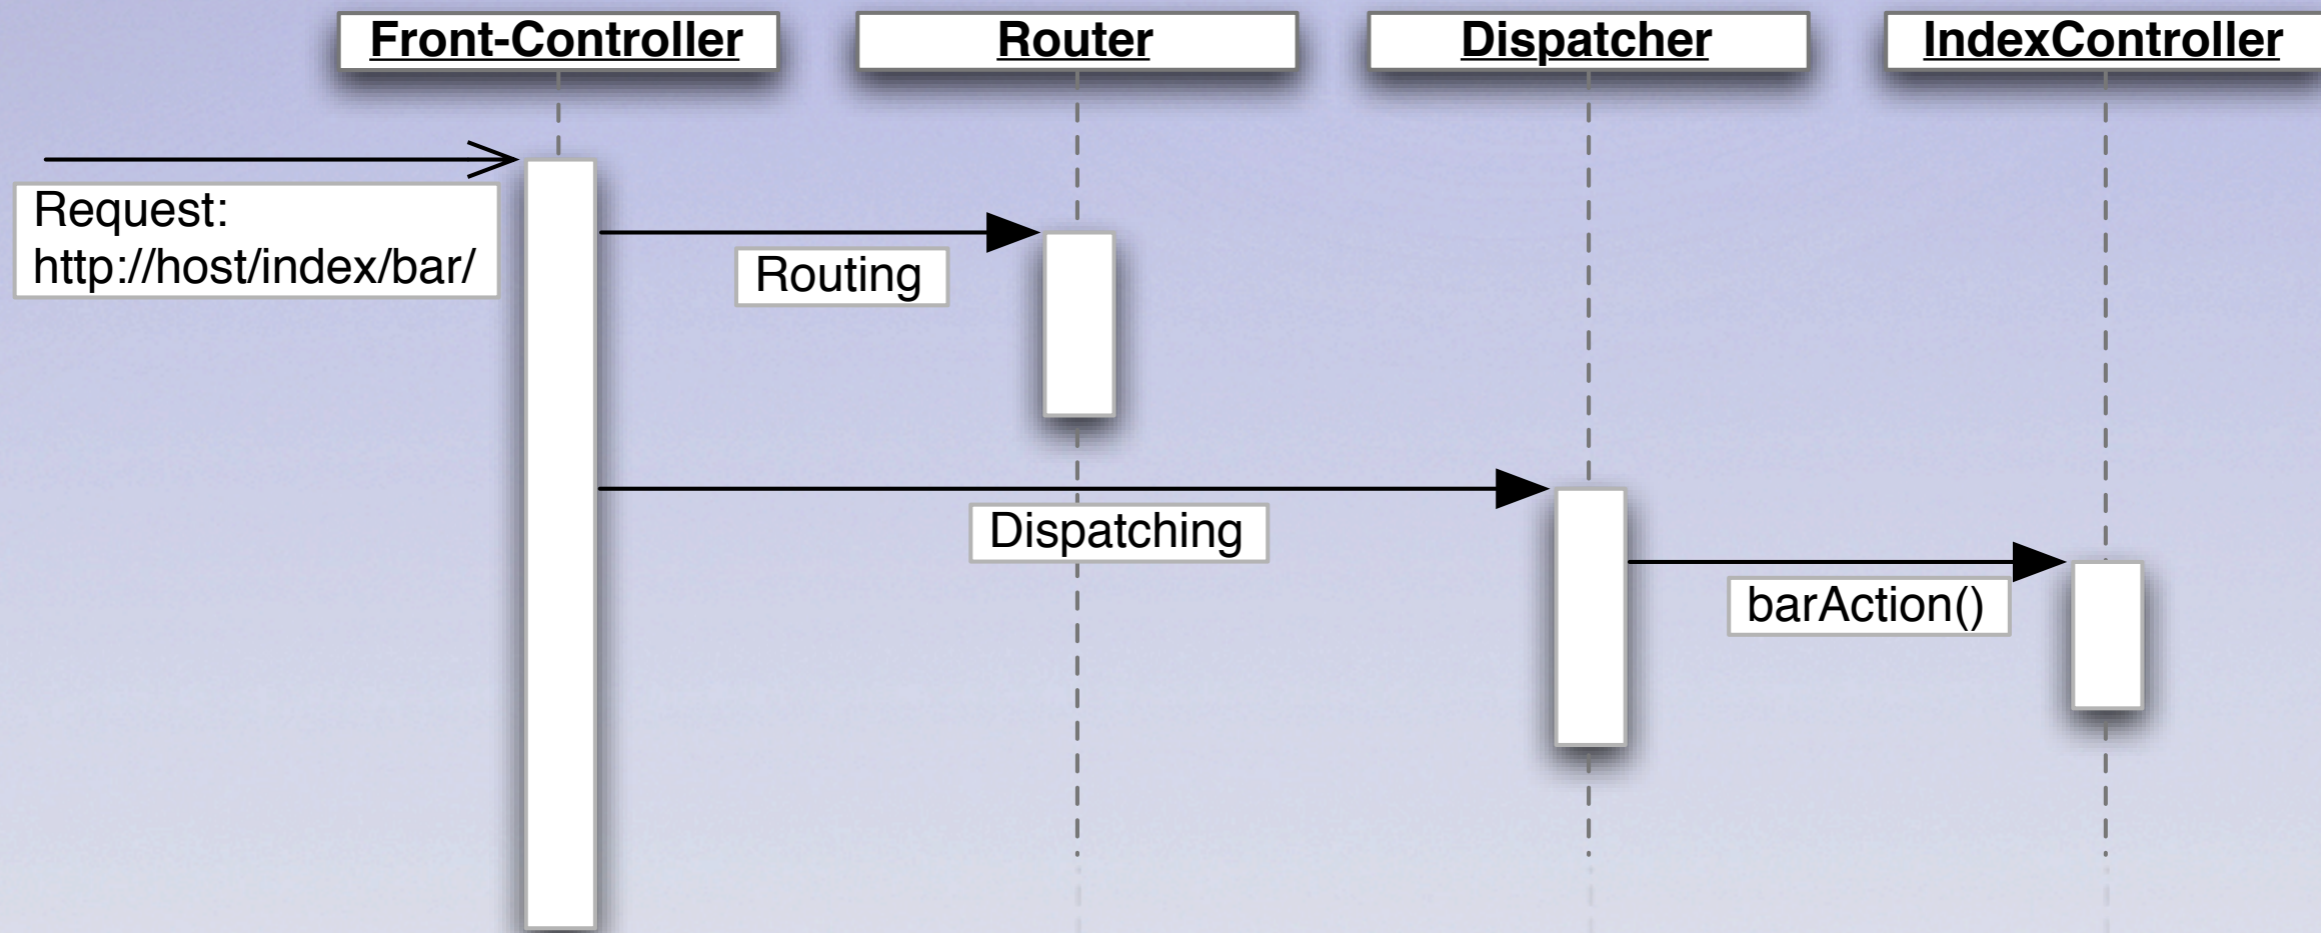 Front-Controller
Router
Dispatcher
IndexController
Request:
http://host/index/bar/
Routing
Dispatching
barAction()